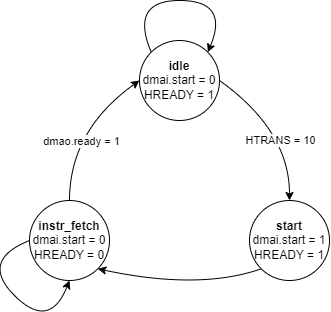 idle
dmai.start = 0
HREADY = 1
dmao.ready = 1
HTRANS = 10
instr_fetch
dmai.start = 0
HREADY = 0
start
dmai.start = 1
HREADY = 1